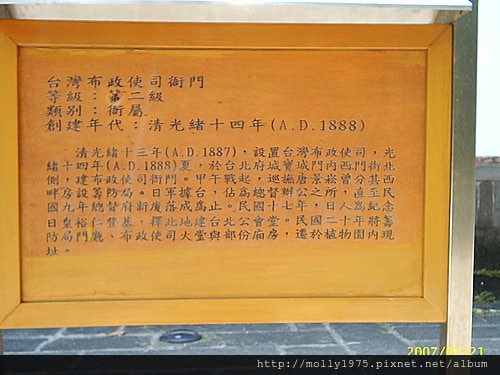 台灣布政使司衙門
等級：第二級
類別：衙屬
創建年代：清光緒十四年(A.D.1888)
清光緒十三年(A.D.1887)，設置台灣布政使司，光
緒十四年(A.D.1888)夏，於台北府城寶城門內西門街北
側，建布政使司衙門。甲午戰起，巡撫唐景崧曾分其西
畔房設籌防局。日軍據台，佔為總督辦公之所，直至民
國九年總督府新廈落成為止。民國十七年，日人為紀念
日皇裕仁登基，擇此地建台北公會堂。民國二十年將籌
防局門廳、布政使司大堂與部份廂房，遷於植物園內現
址。
2007/ 21
http://molly1975.pixnet.net/album